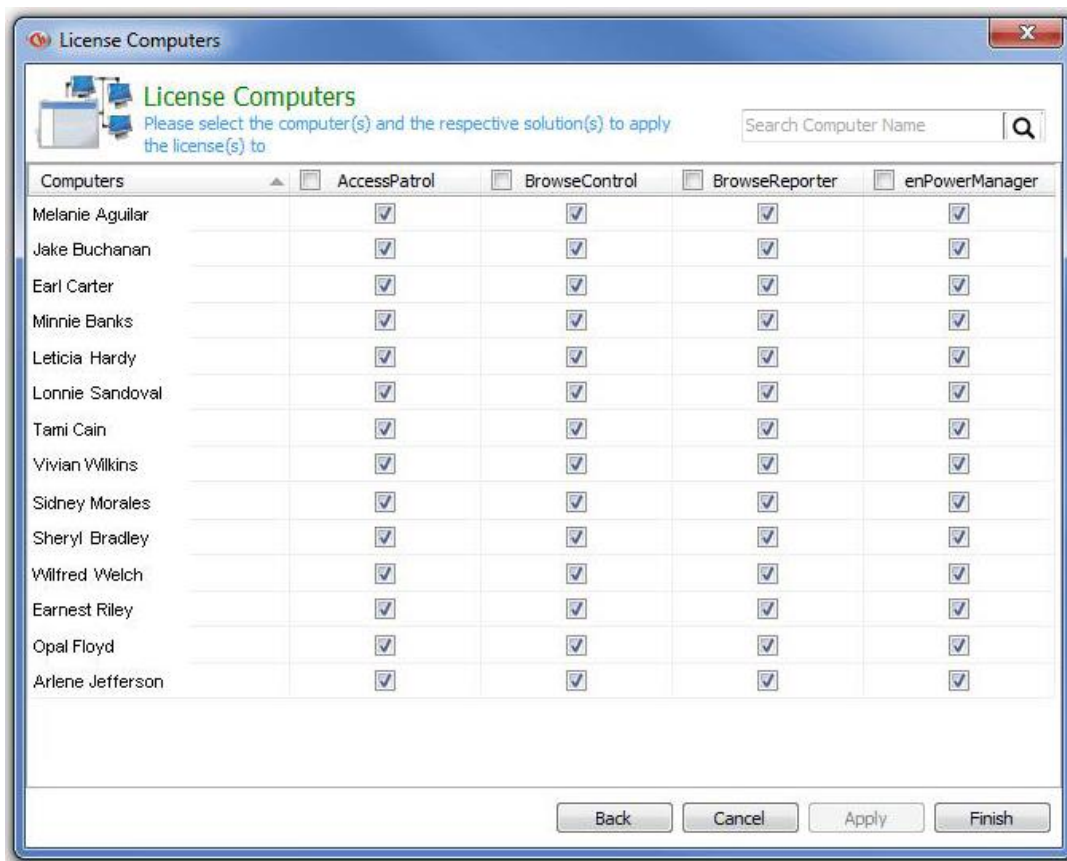 License Computers
X
License Computers
Please select the computer(s) and the respective solution(s) to apply
the license(s) to
Search Computer Name
Computers AccessPatrol BrowseControl BrowseReporter enPowerManager
Melanie Aguilar
Jake Buchanan
Earl Carter
Minnie Banks
Leticia Hardy
Lonnie Sandoval
Tami Cain
Vivian Wilkins
Sidney Morales
Sheryl Bradley
Wilfred Welch
Earnest Riley
Opal Floyd
Arlene Jefferson
Back Cancel Apply Finish